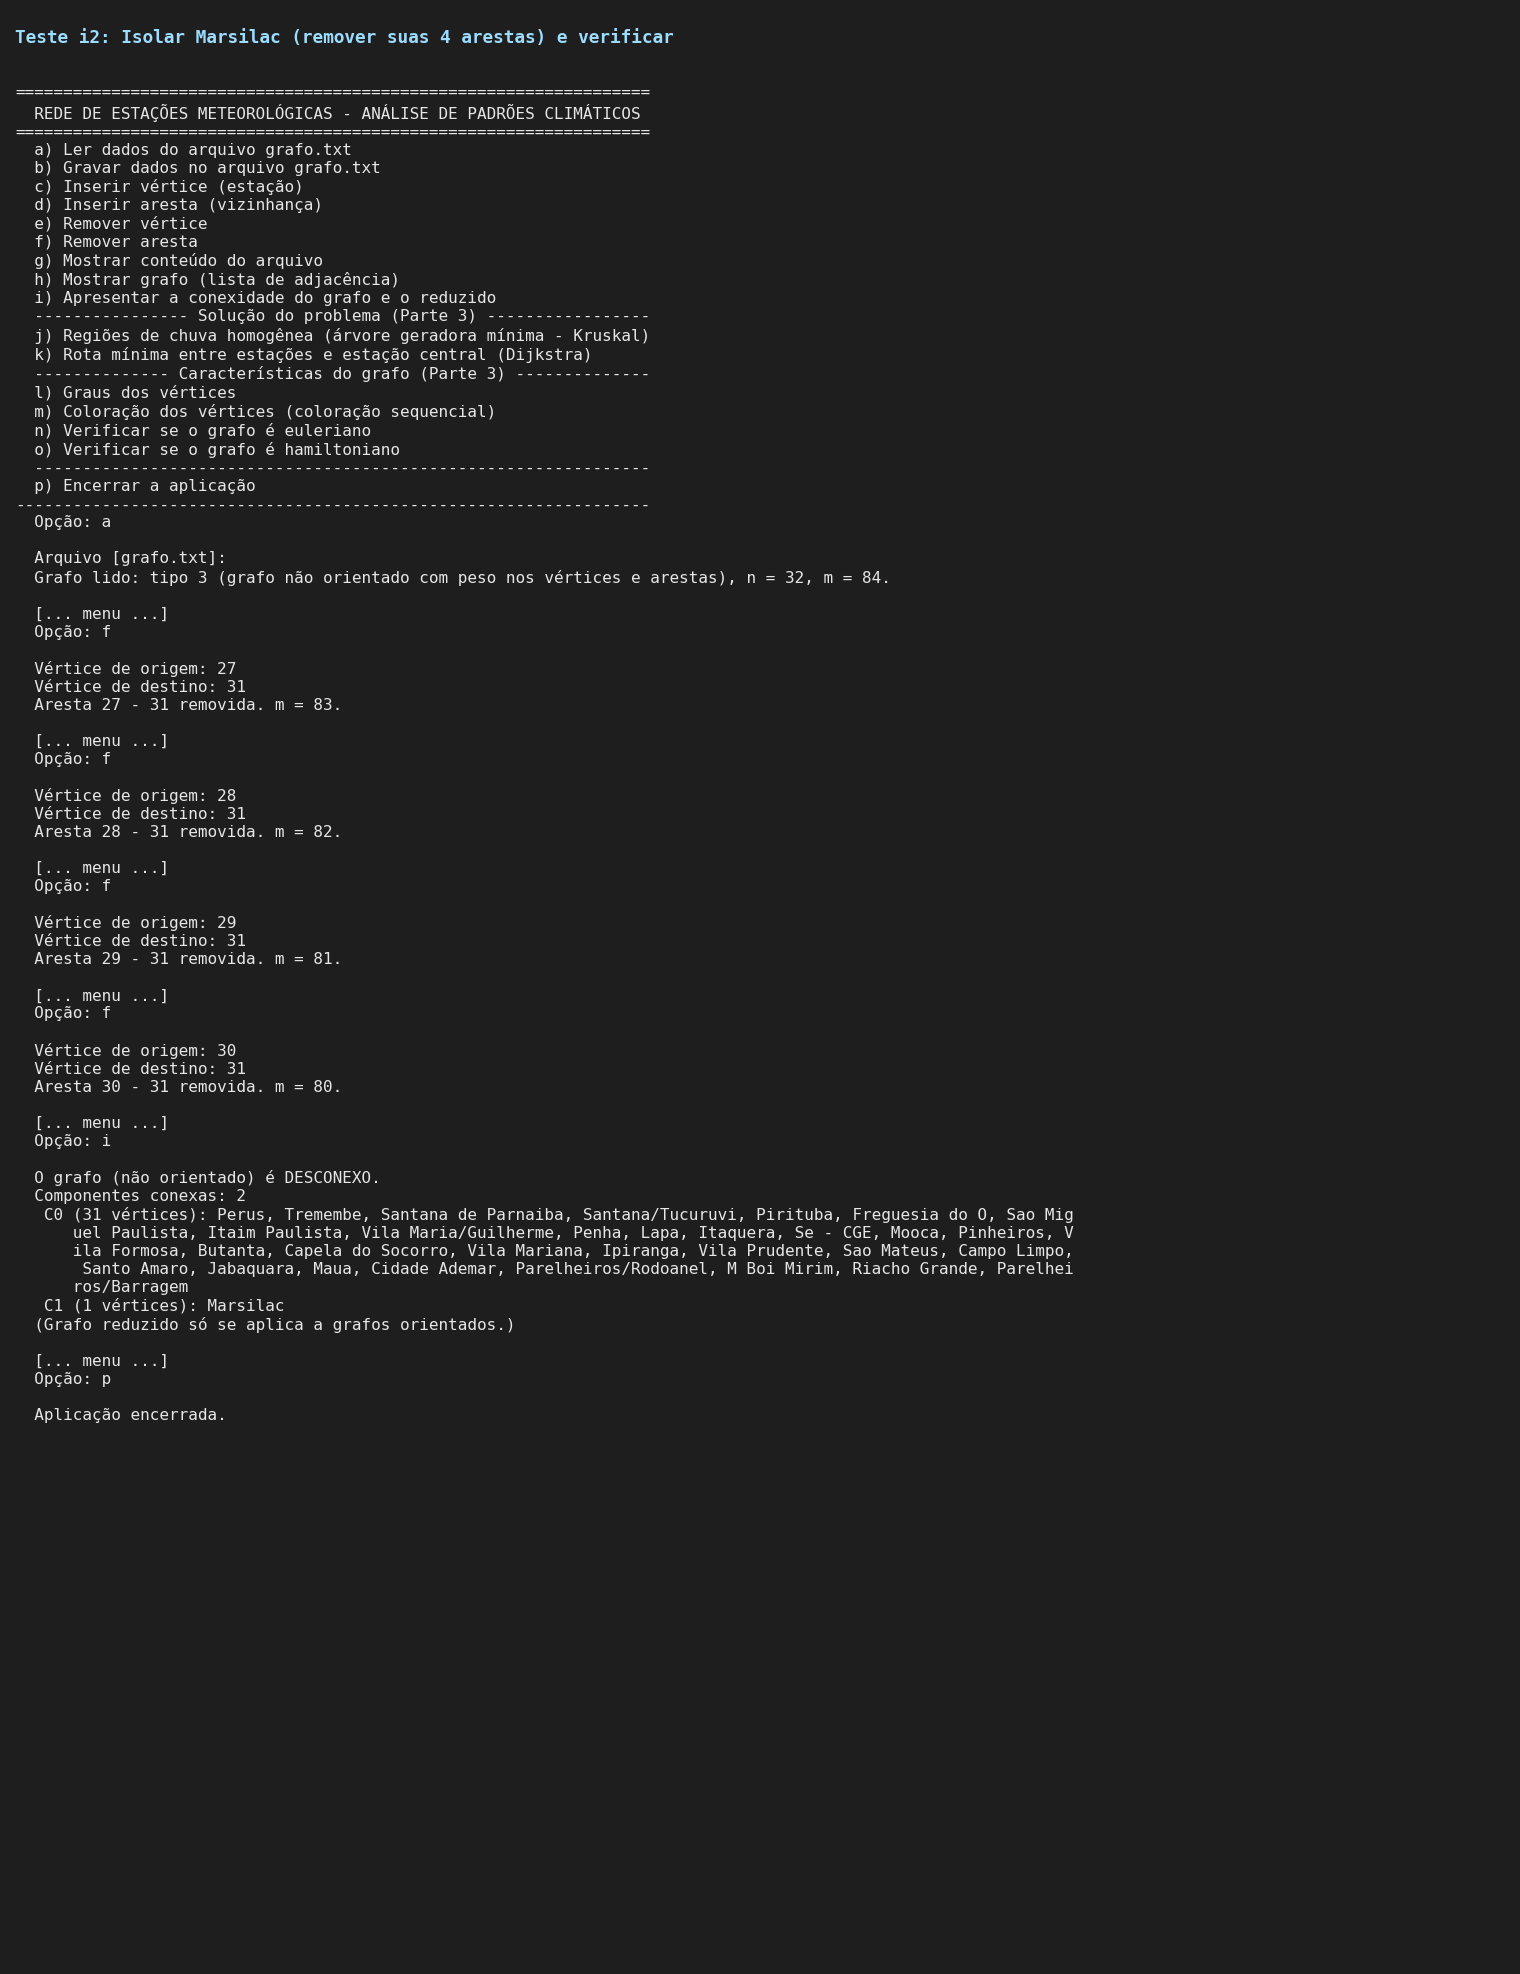 Teste i2: Isolar Marsilac (remover suas 4 arestas) e verificar
==================================================================
  REDE DE ESTAÇÕES METEOROLÓGICAS - ANÁLISE DE PADRÕES CLIMÁTICOS
==================================================================
  a) Ler dados do arquivo grafo.txt
  b) Gravar dados no arquivo grafo.txt
  c) Inserir vértice (estação)
  d) Inserir aresta (vizinhança)
  e) Remover vértice
  f) Remover aresta
  g) Mostrar conteúdo do arquivo
  h) Mostrar grafo (lista de adjacência)
  i) Apresentar a conexidade do grafo e o reduzido
  ---------------- Solução do problema (Parte 3) -----------------
  j) Regiões de chuva homogênea (árvore geradora mínima - Kruskal)
  k) Rota mínima entre estações e estação central (Dijkstra)
  -------------- Características do grafo (Parte 3) --------------
  l) Graus dos vértices
  m) Coloração dos vértices (coloração sequencial)
  n) Verificar se o grafo é euleriano
  o) Verificar se o grafo é hamiltoniano
  ----------------------------------------------------------------
  p) Encerrar a aplicação
------------------------------------------------------------------
  Opção: a
  Arquivo [grafo.txt]:
  Grafo lido: tipo 3 (grafo não orientado com peso nos vértices e arestas), n = 32, m = 84.
  [... menu ...]
  Opção: f
  Vértice de origem: 27
  Vértice de destino: 31
  Aresta 27 - 31 removida. m = 83.
  [... menu ...]
  Opção: f
  Vértice de origem: 28
  Vértice de destino: 31
  Aresta 28 - 31 removida. m = 82.
  [... menu ...]
  Opção: f
  Vértice de origem: 29
  Vértice de destino: 31
  Aresta 29 - 31 removida. m = 81.
  [... menu ...]
  Opção: f
  Vértice de origem: 30
  Vértice de destino: 31
  Aresta 30 - 31 removida. m = 80.
  [... menu ...]
  Opção: i
  O grafo (não orientado) é DESCONEXO.
  Componentes conexas: 2
   C0 (31 vértices): Perus, Tremembe, Santana de Parnaiba, Santana/Tucuruvi, Pirituba, Freguesia do O, Sao Mig
      uel Paulista, Itaim Paulista, Vila Maria/Guilherme, Penha, Lapa, Itaquera, Se - CGE, Mooca, Pinheiros, V
      ila Formosa, Butanta, Capela do Socorro, Vila Mariana, Ipiranga, Vila Prudente, Sao Mateus, Campo Limpo,
       Santo Amaro, Jabaquara, Maua, Cidade Ademar, Parelheiros/Rodoanel, M Boi Mirim, Riacho Grande, Parelhei
      ros/Barragem
   C1 (1 vértices): Marsilac
  (Grafo reduzido só se aplica a grafos orientados.)
  [... menu ...]
  Opção: p
  Aplicação encerrada.